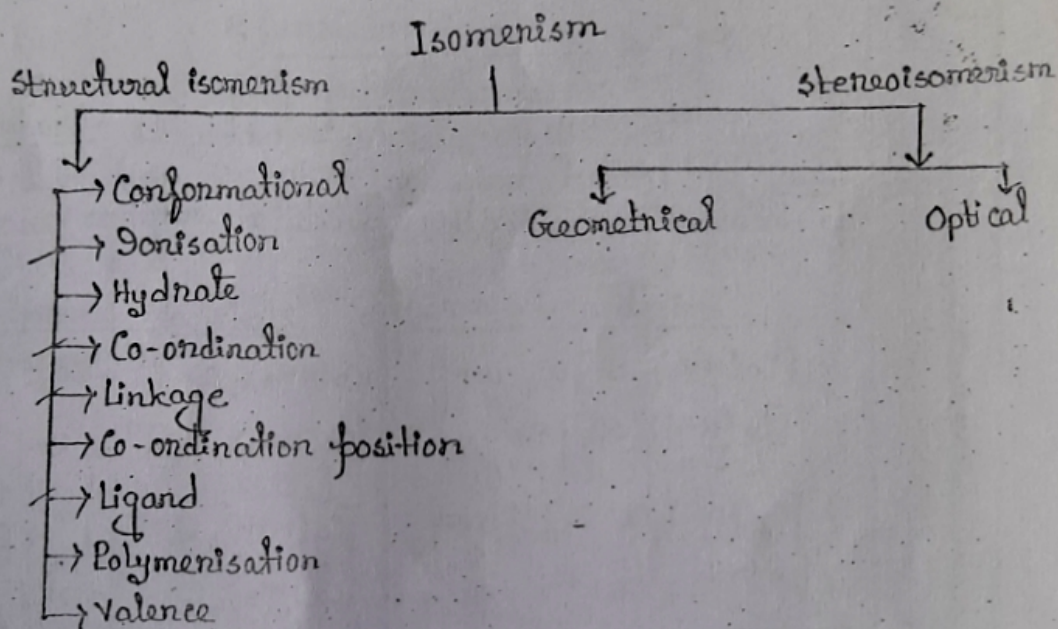 Isomerism
Structural isomerism
Stereoisomerism
Conformational
Ionisation
Hydrate
Co-ordination
Linkage
Co-ordination position
Ligand
Polymerisation
Valence
Geometrical
Optical